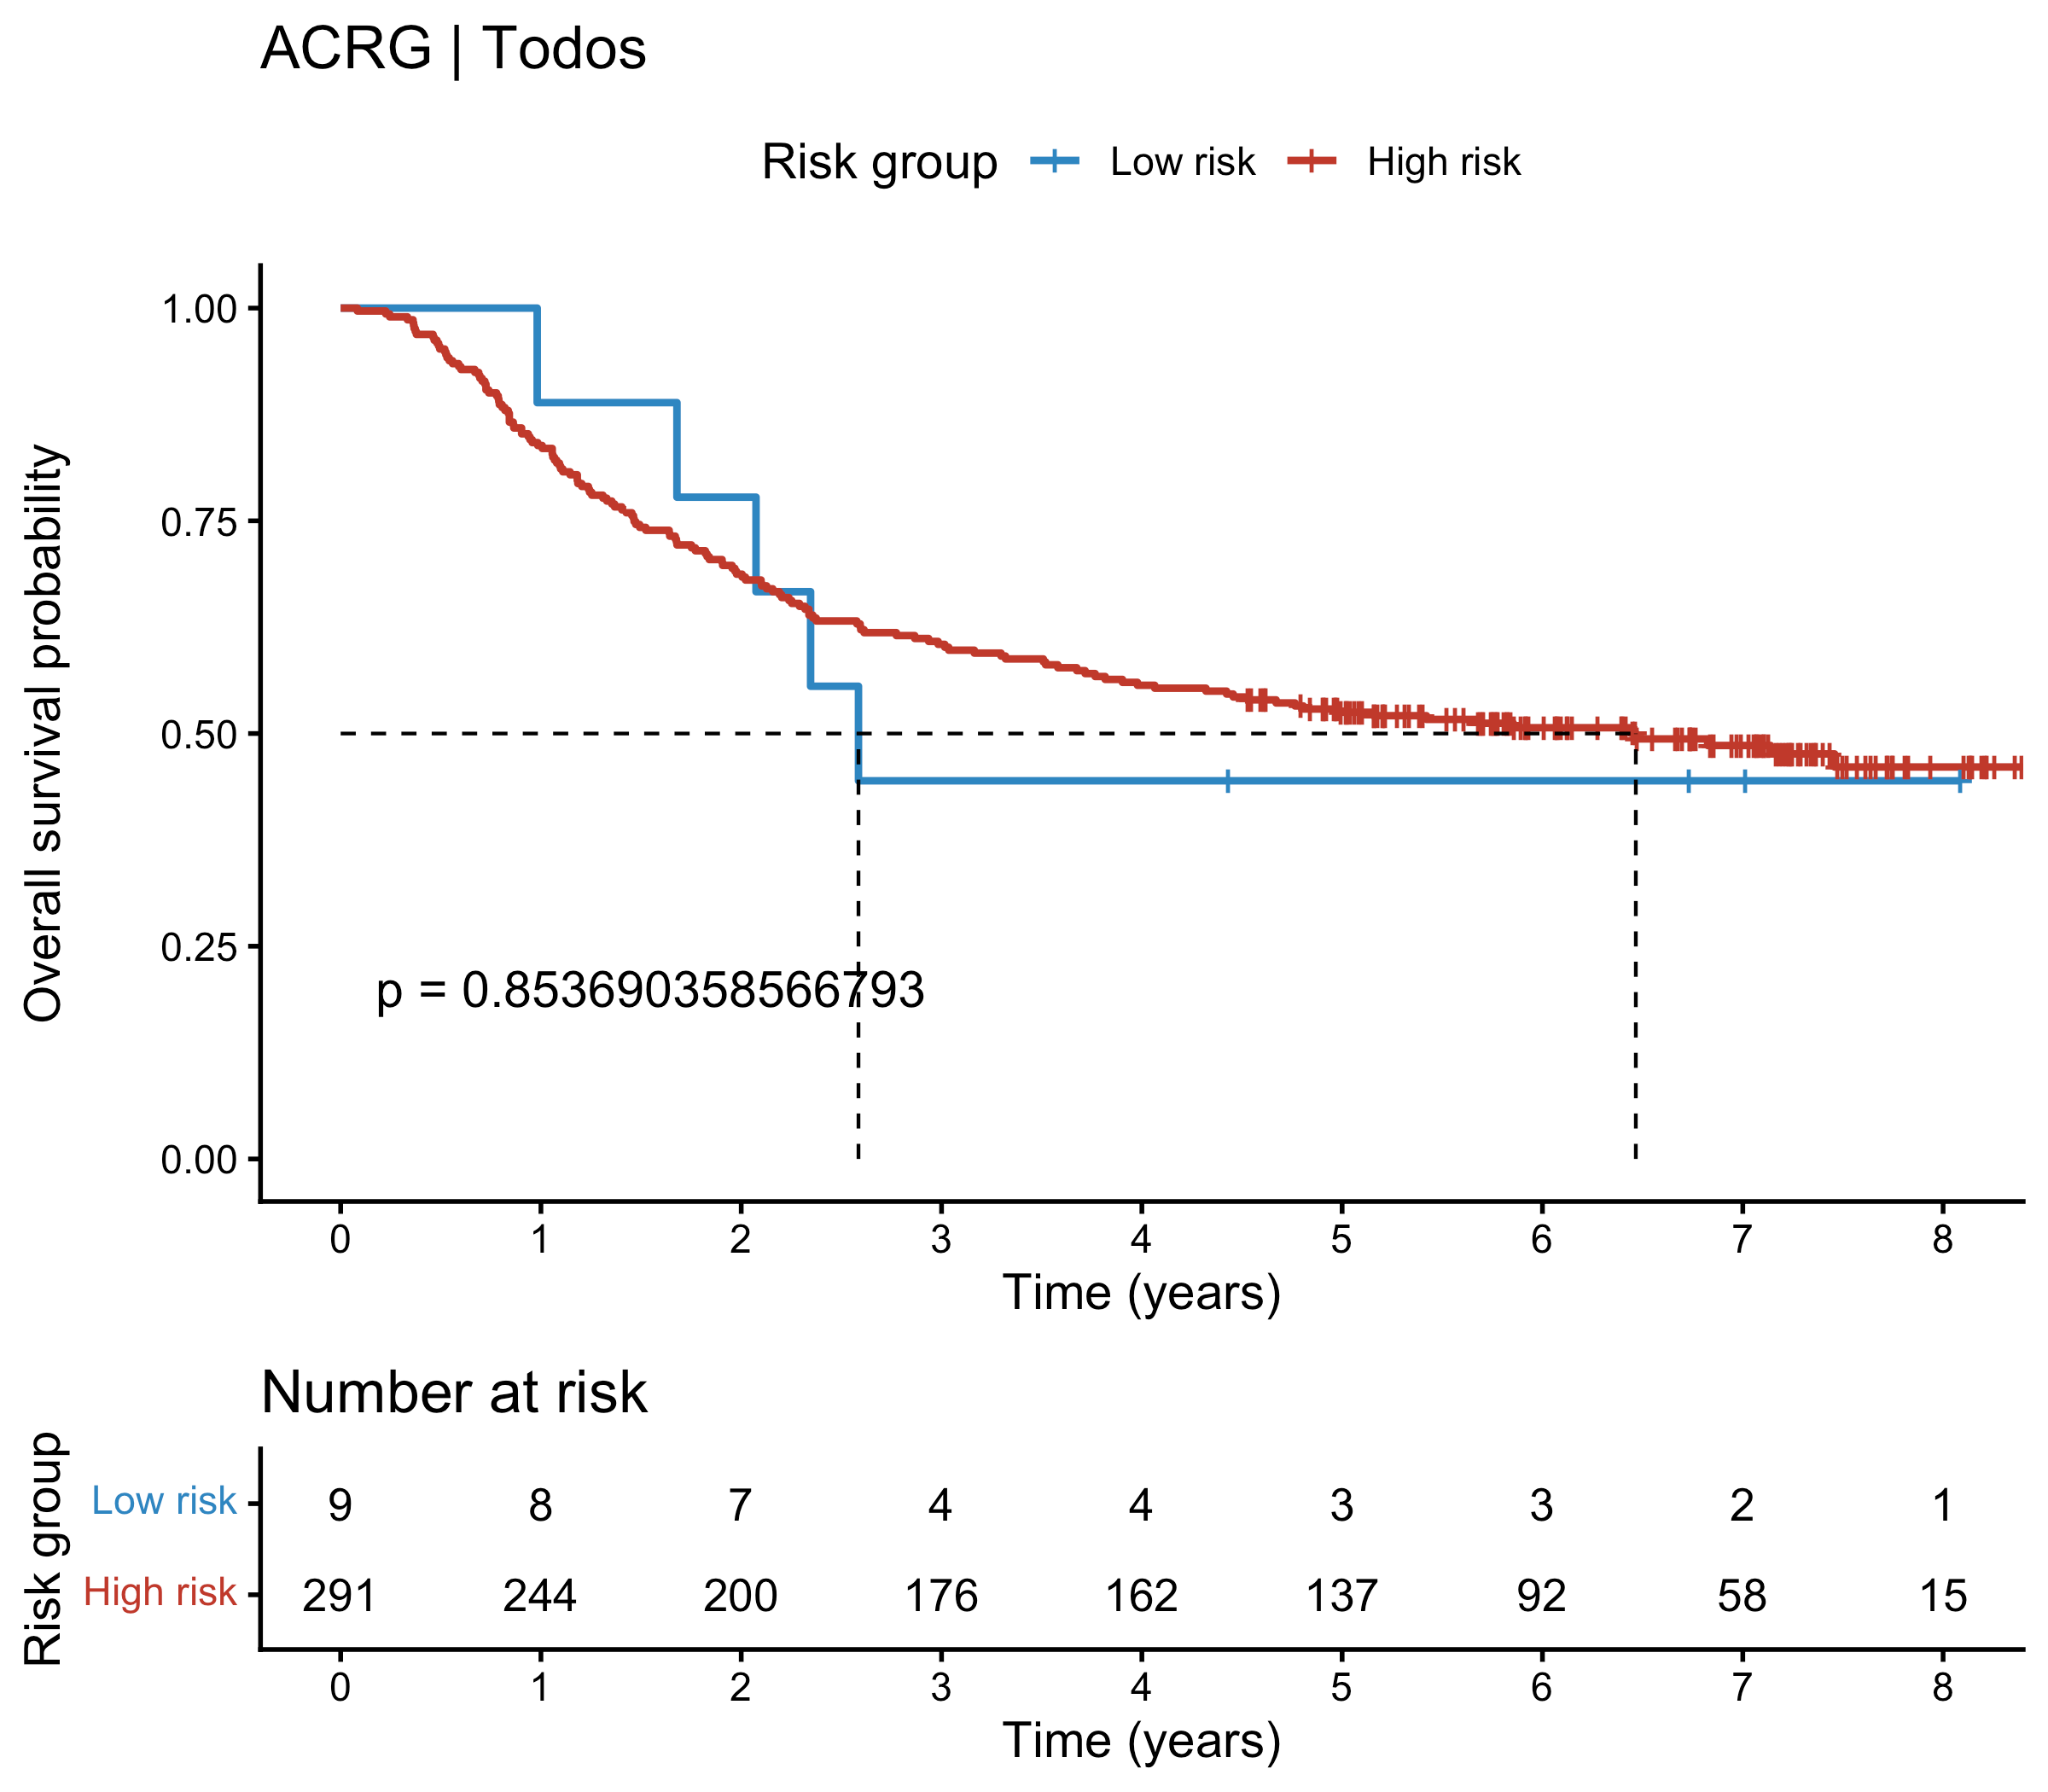 ACRG | Todos
Risk group Low risk High risk
Overall survival probability
1.00
0.75
0.50
0.25
0.00
p = 0.853690358566793
0 1 2 3 4 5 6 7 8
Time (years)
Number at risk
Risk group
Low risk 9 8 7 4 4 3 3 2 1
High risk 291 244 200 176 162 137 92 58 15
0 1 2 3 4 5 6 7 8
Time (years)